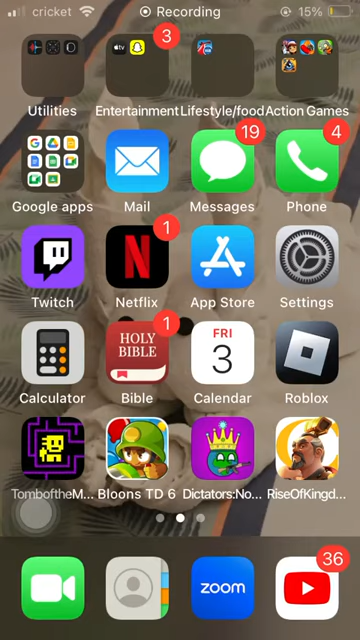 cricket
Recording
15%
3
Utilities
Entertainment
Lifestyle/food
Action Games
19
4
Google apps
Mail
Messages
Phone
1
Twitch
Netflix
App Store
Settings
1
HOLY
BIBLE
FRI
3
Calculator
Bible
Calendar
Roblox
TomboftheM...
Bloons TD 6
Dictators:No...
RiseOfKingd...
36
zoom